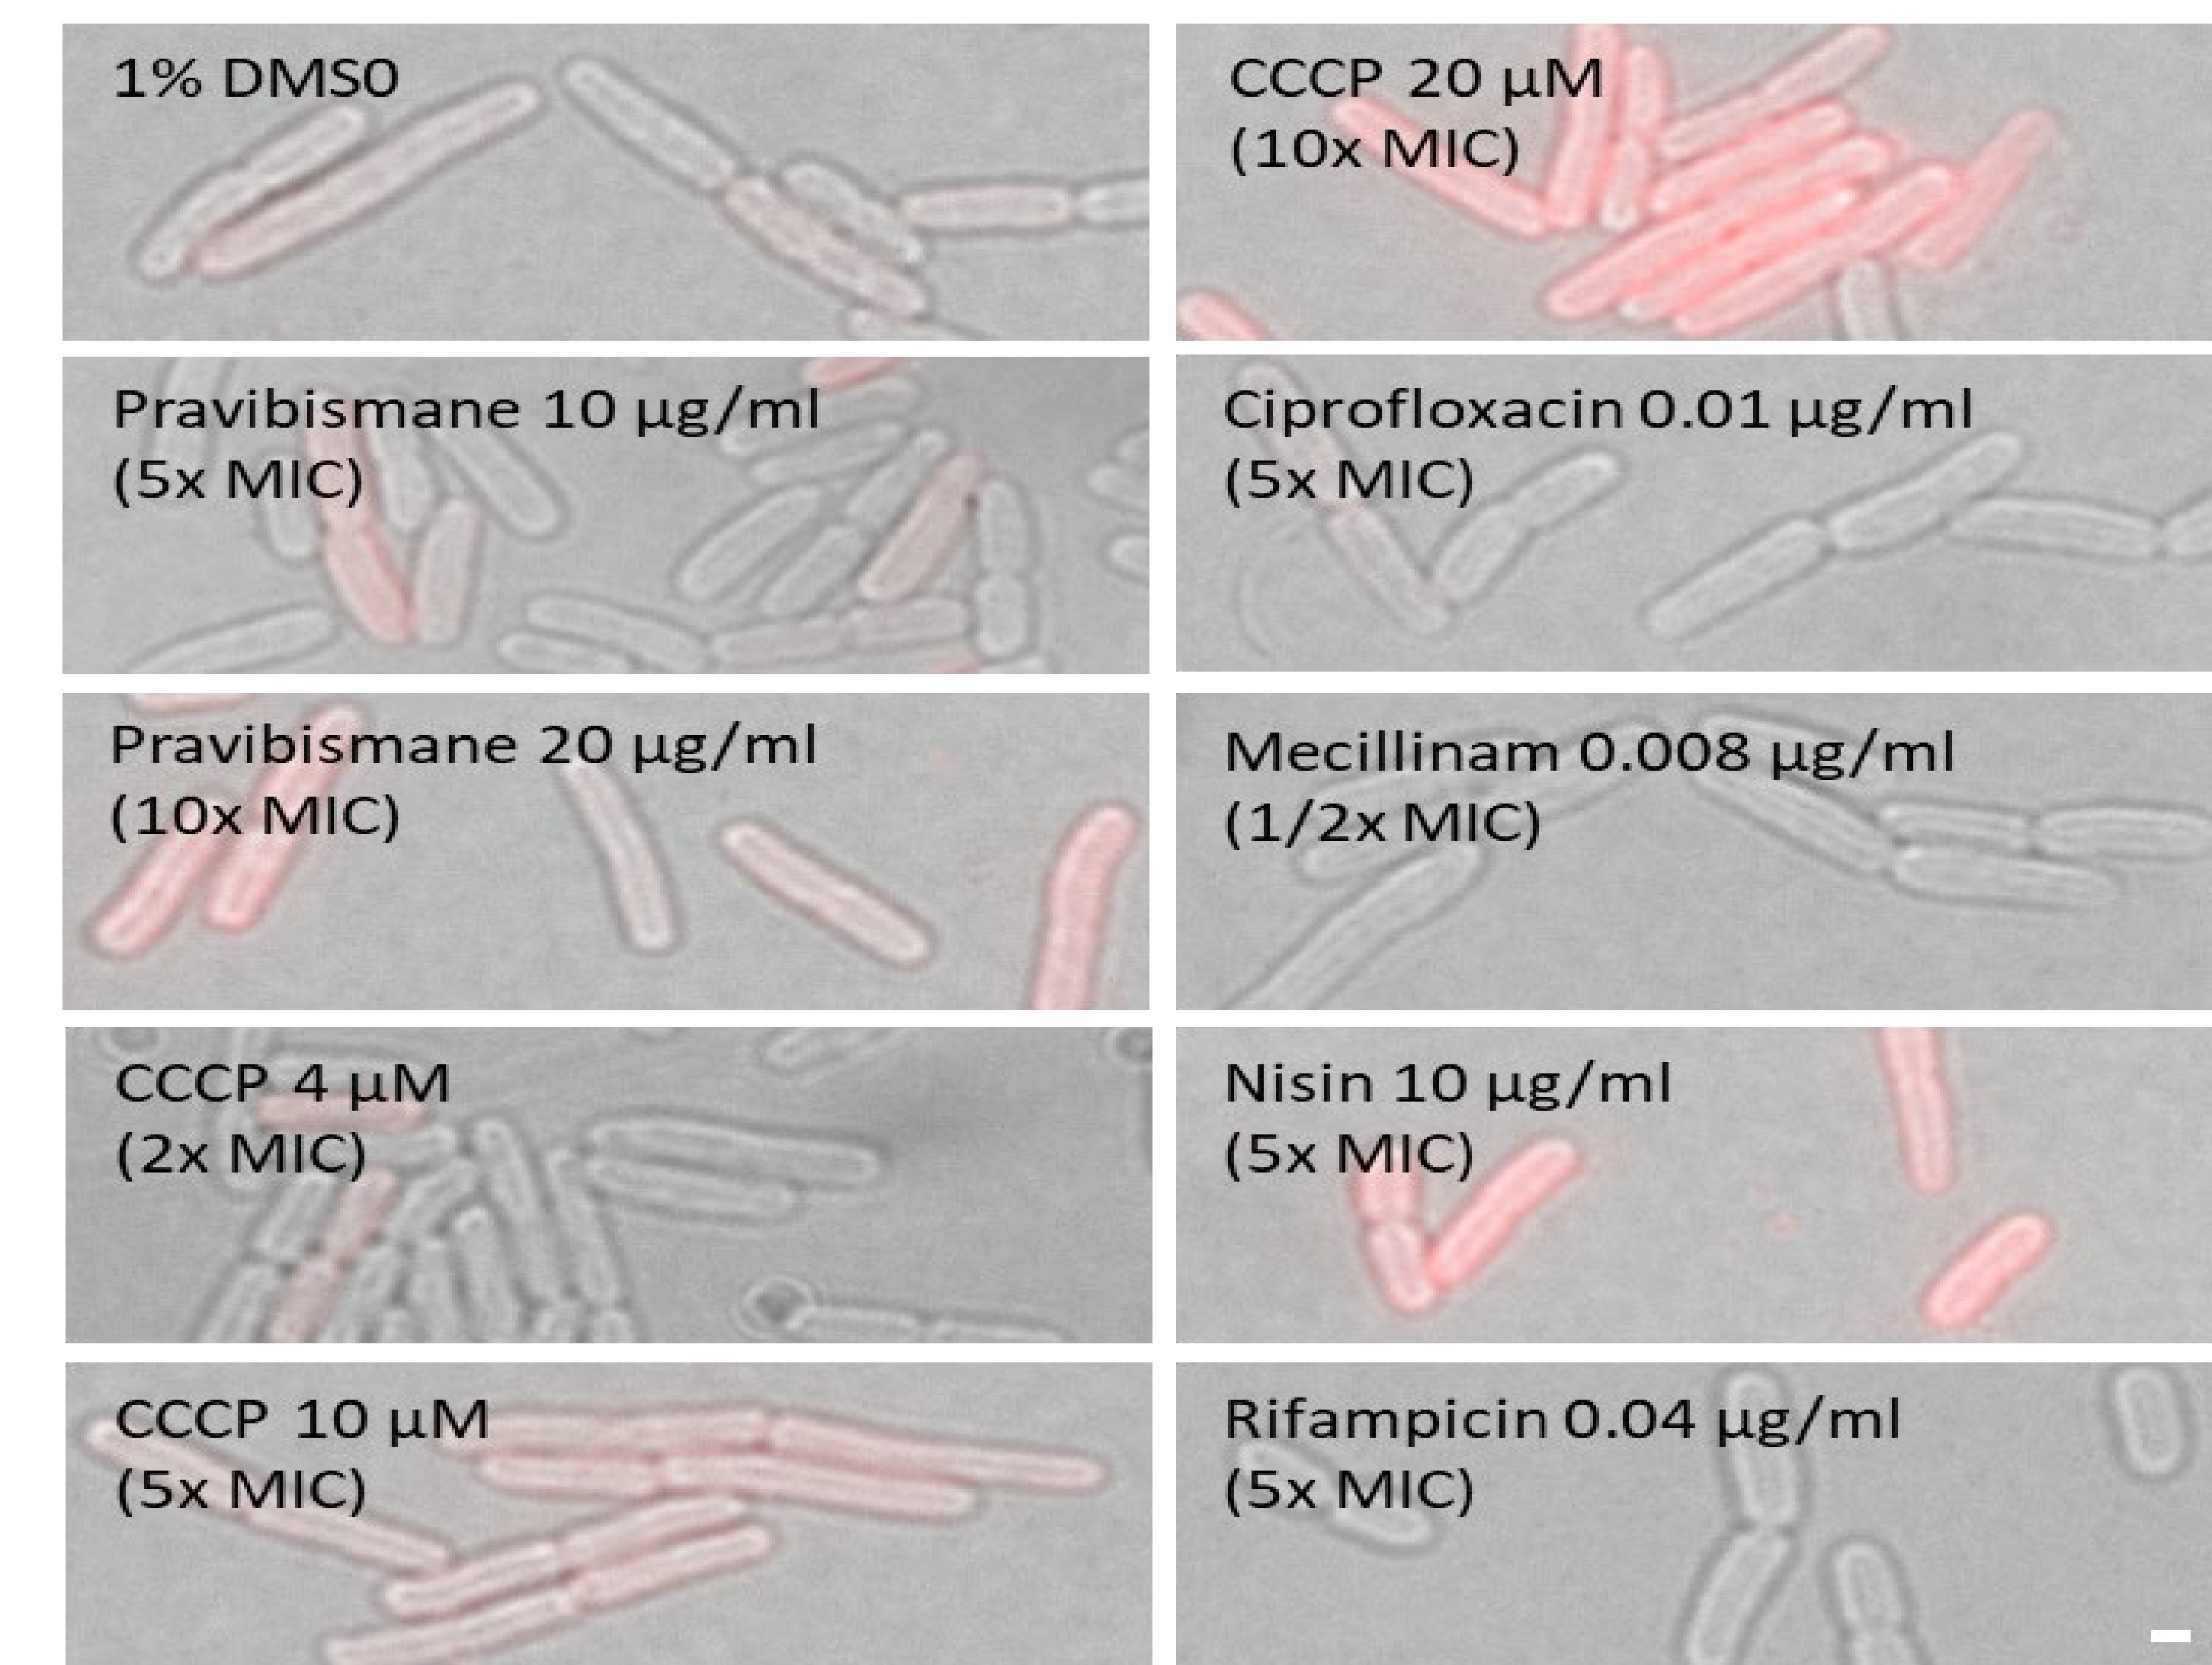 1% DMSO
CCCP 20 µM
(10x MIC)
Pravibismane 10 µg/ml
(5x MIC)
Ciprofloxacin 0.01 µg/ml
(5x MIC)
Pravibismane 20 µg/ml
(10x MIC)
Mecillinam 0.008 µg/ml
(1/2x MIC)
CCCP 4 µM
(2x MIC)
Nisin 10 µg/ml
(5x MIC)
CCCP 10 µM
(5x MIC)
Rifampicin 0.04 µg/ml
(5x MIC)